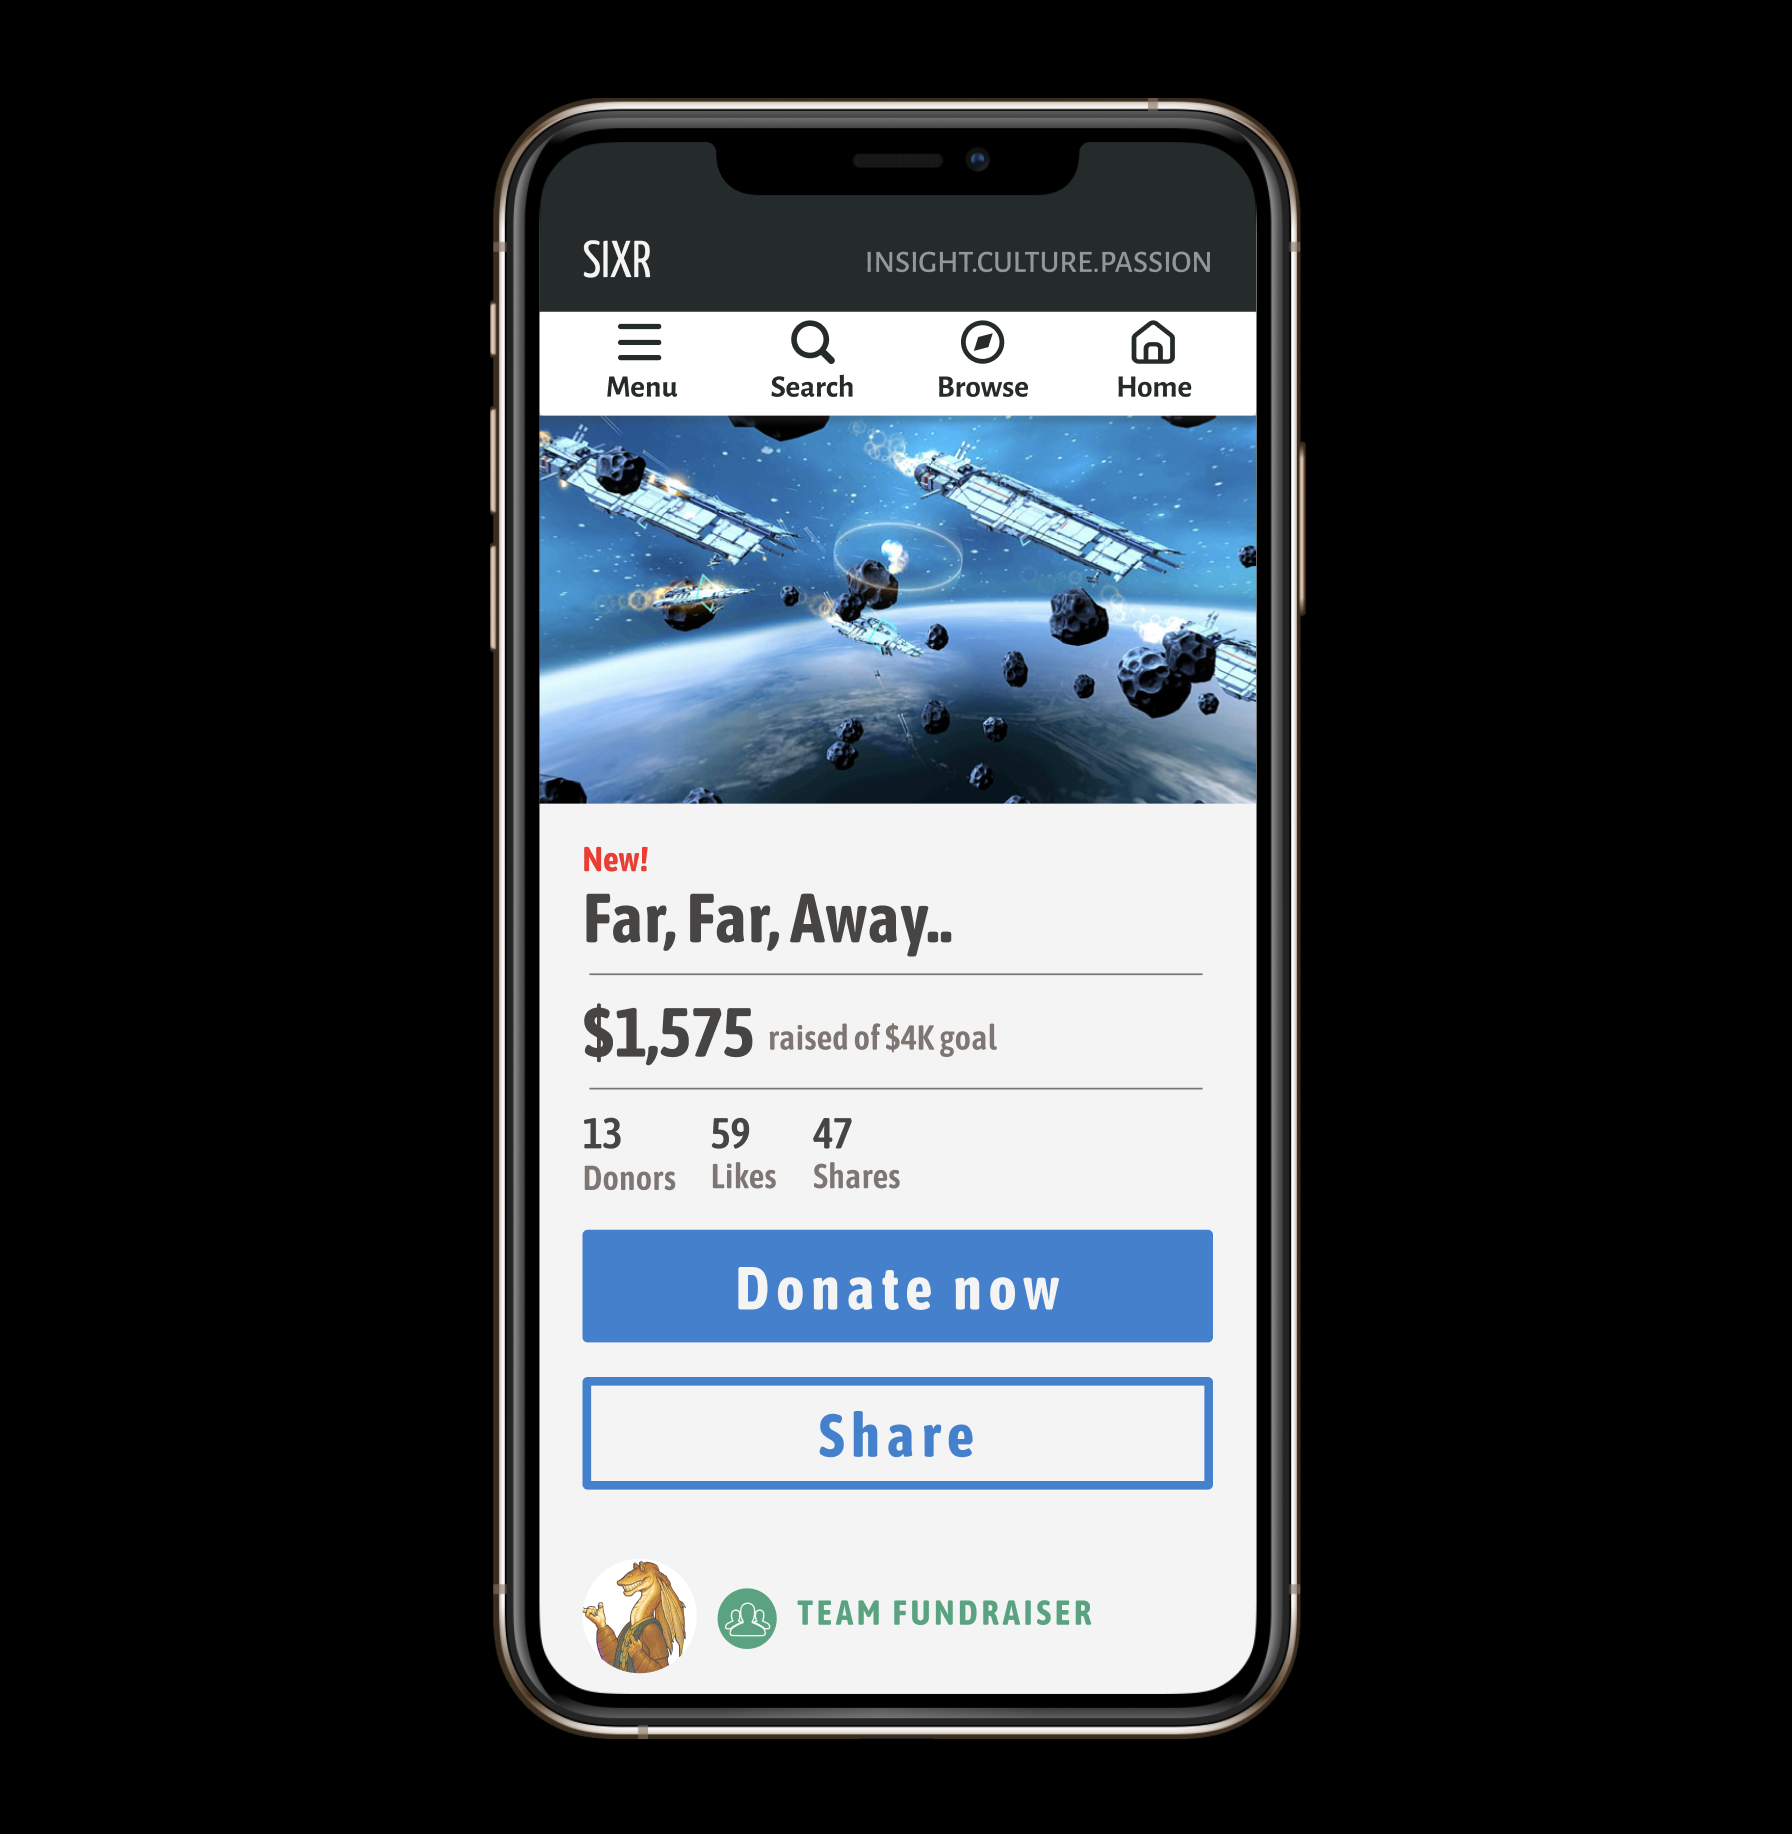 SIXR INSIGHT.CULTURE.PASSION
Menu Search Browse Home
New!
Far, Far, Away..
$1,575 raised of $4K goal
13 59 47
Donors Likes Shares
Donate now
Share
TEAM FUNDRAISER